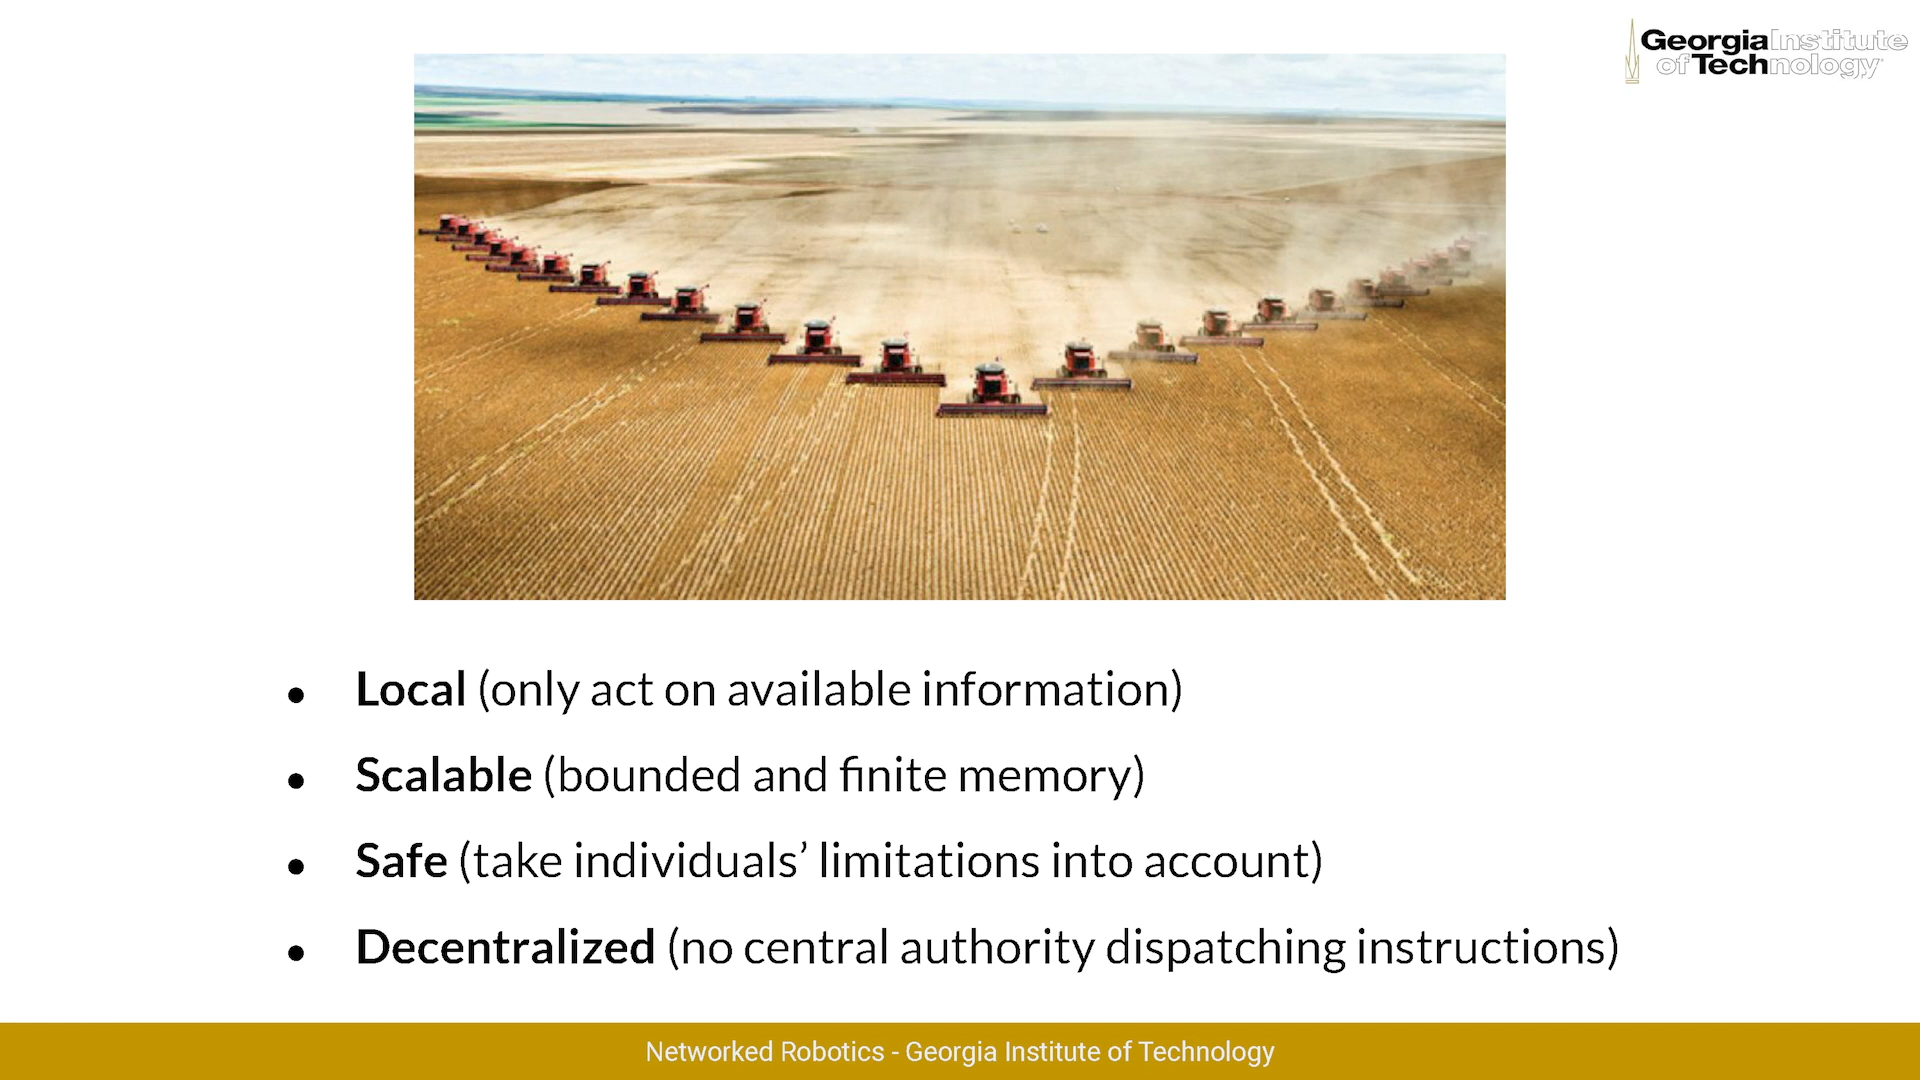 Georgia Institute
of Technology
• Local (only act on available information)
• Scalable (bounded and finite memory)
• Safe (take individuals’ limitations into account)
• Decentralized (no central authority dispatching instructions)
Networked Robotics - Georgia Institute of Technology